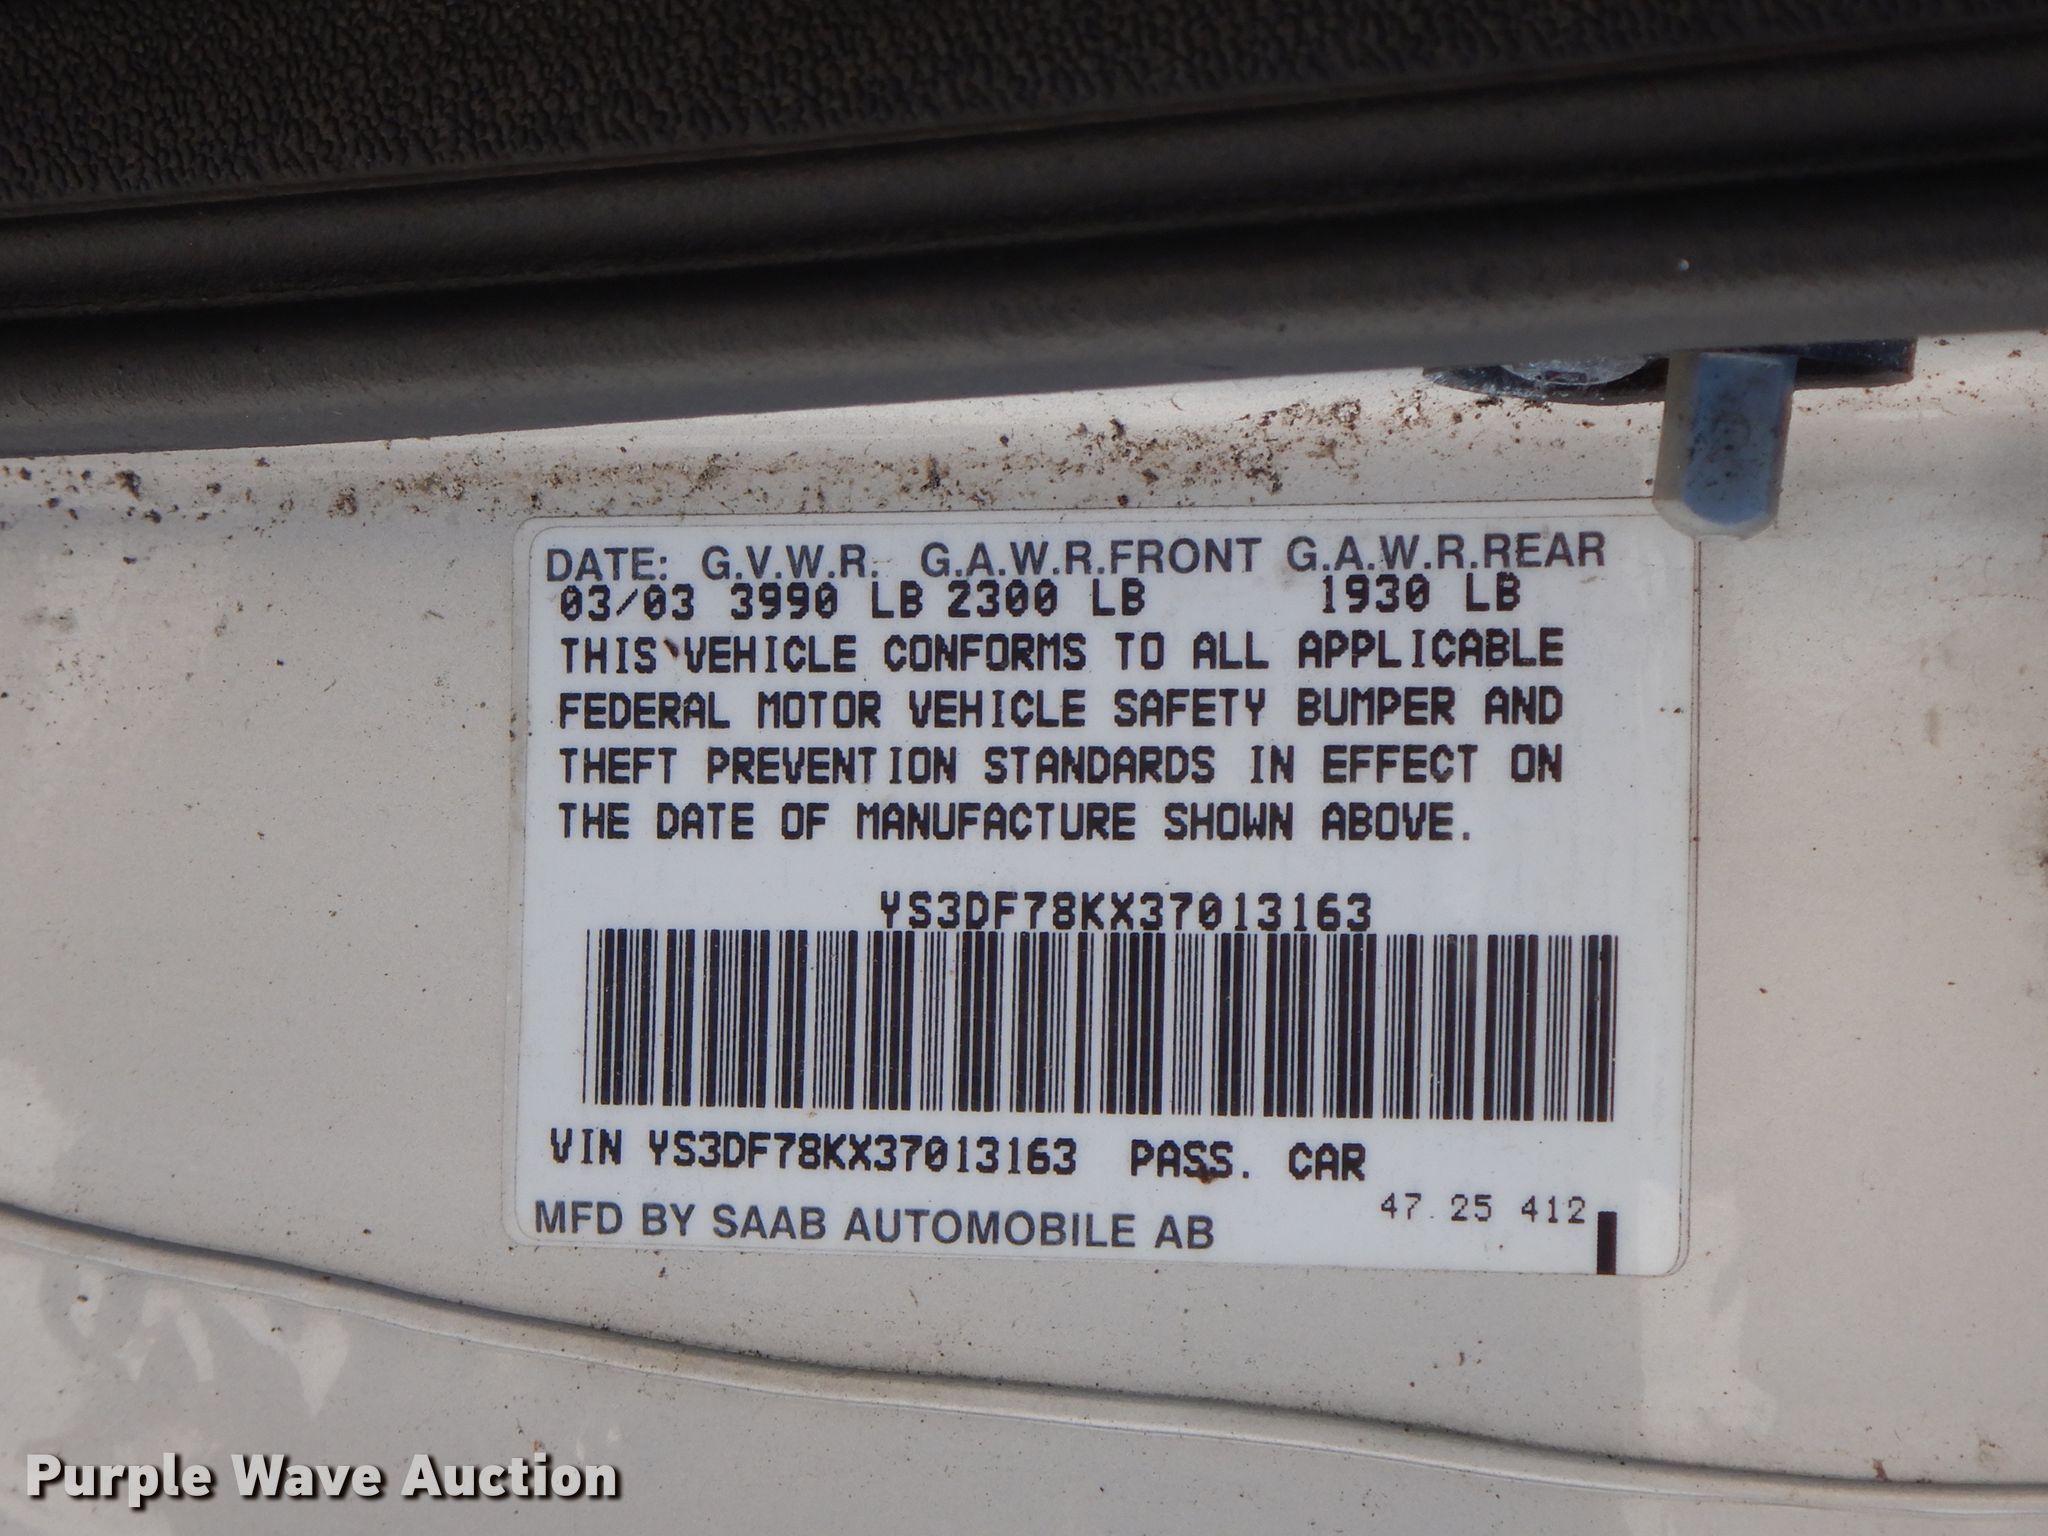 DATE: G.V.W.R. G.A.W.R.FRONT G.A.W.R.REAR
03/03 3990 LB 2300 LB 1930 LB
THIS VEHICLE CONFORMS TO ALL APPLICABLE
FEDERAL MOTOR VEHICLE SAFETY BUMPER AND
THEFT PREVENTION STANDARDS IN EFFECT ON
THE DATE OF MANUFACTURE SHOWN ABOVE.
YS3DF78KX37013163
VIN YS3DF78KX37013163 PASS. CAR
47 25 412
MFD BY SAAB AUTOMOBILE AB
Purple Wave Auction